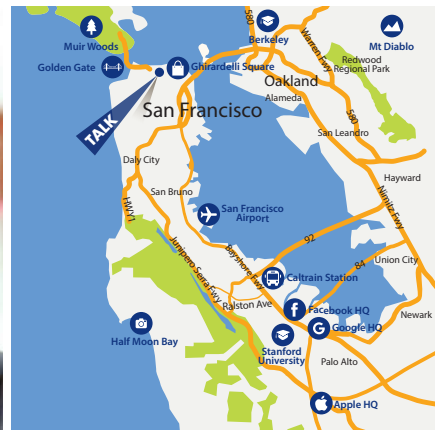 580
Berkeley
Warren Fwy
Mt Diablo
Muir Woods
Redwood
Regional Park
Golden Gate
Ghirardelli Square
Oakland
Alameda
580
San Francisco
TALK
San Leandro
Daly City
San Bruno
Hayward
HWY1
Nimitz Fwy
San Francisco
Airport
92
Junipero Serra Fwy
Bayshore Fwy
Union City
84
Caltrain Station
Ralston Ave
Facebook HQ
f
Newark
G
Google HQ
Half Moon Bay
Stanford
University
Palo Alto
Apple HQ